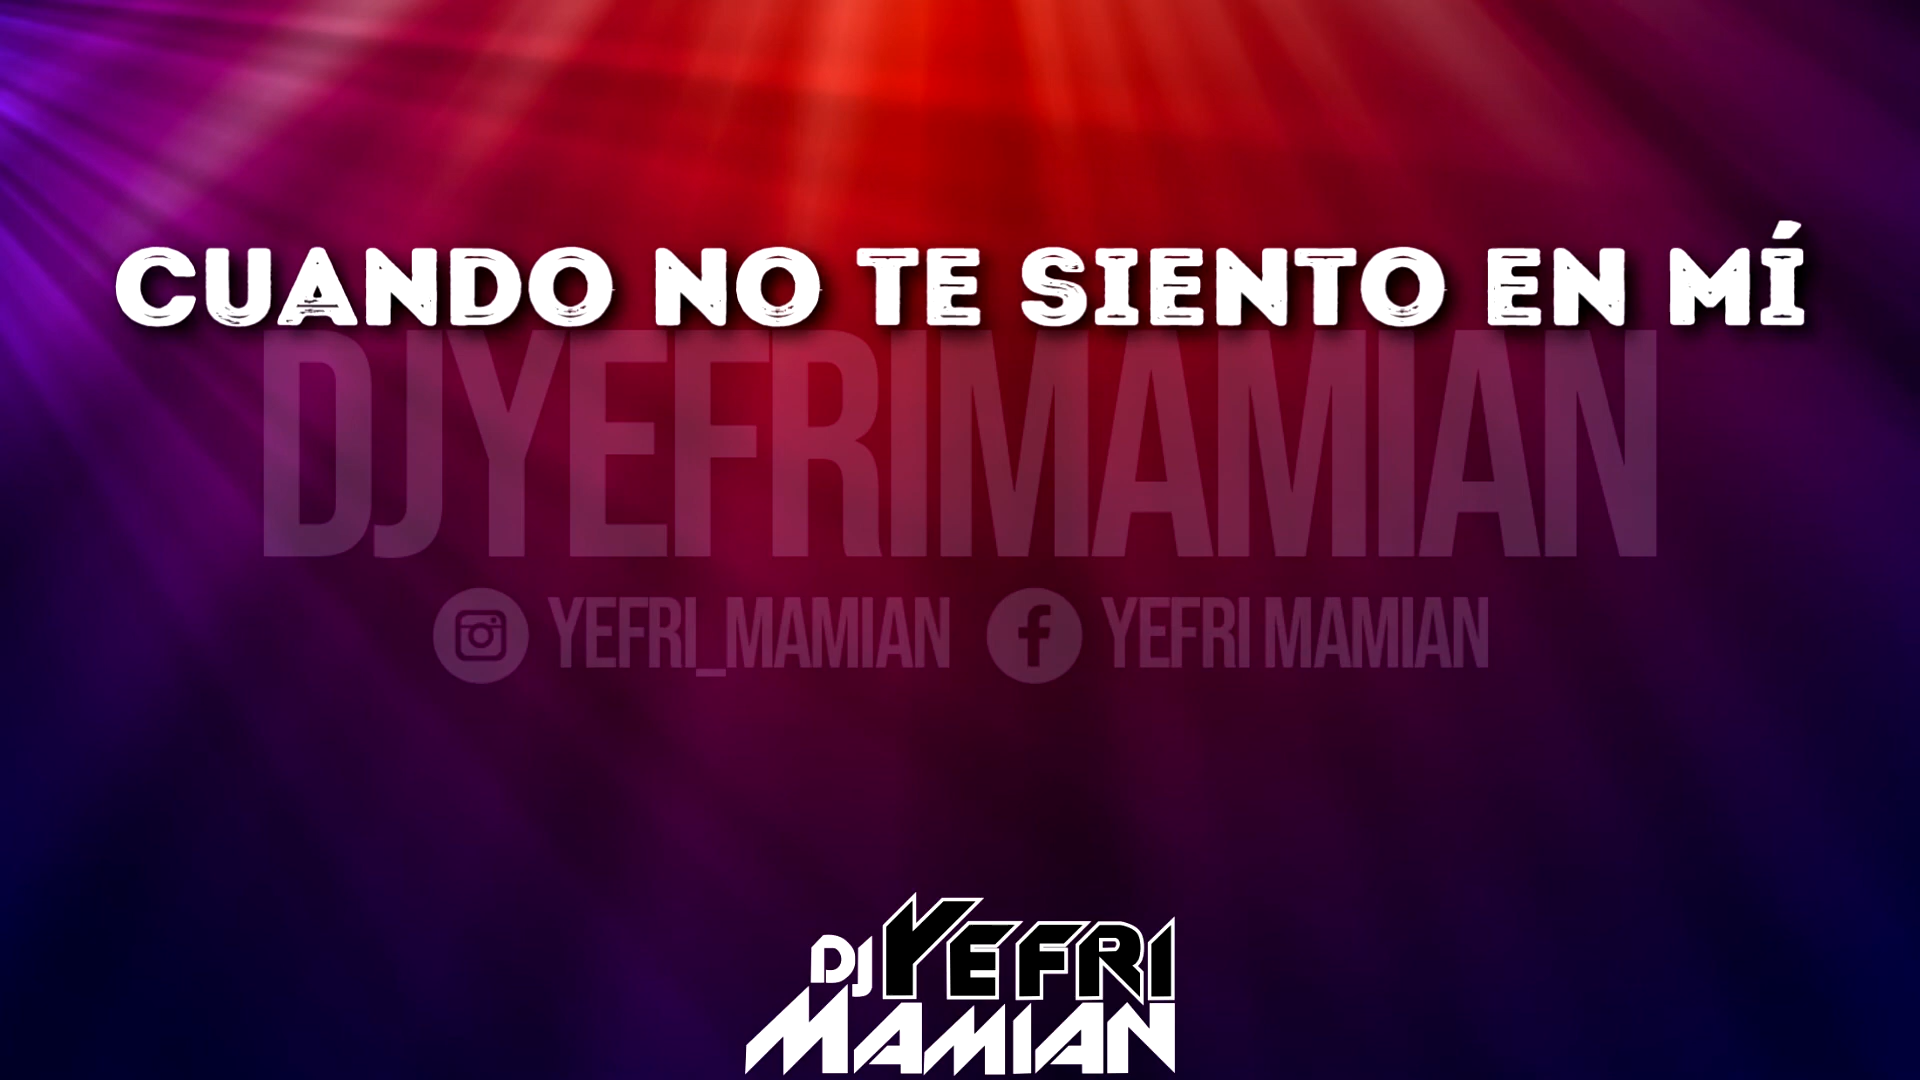 CUANDO NO TE SIENTO EN MÍ
DJYEFRIMAMIAN
YEFRI_MAMIAN YEFRI MAMIAN
DJ YEFRI
MAMIAN